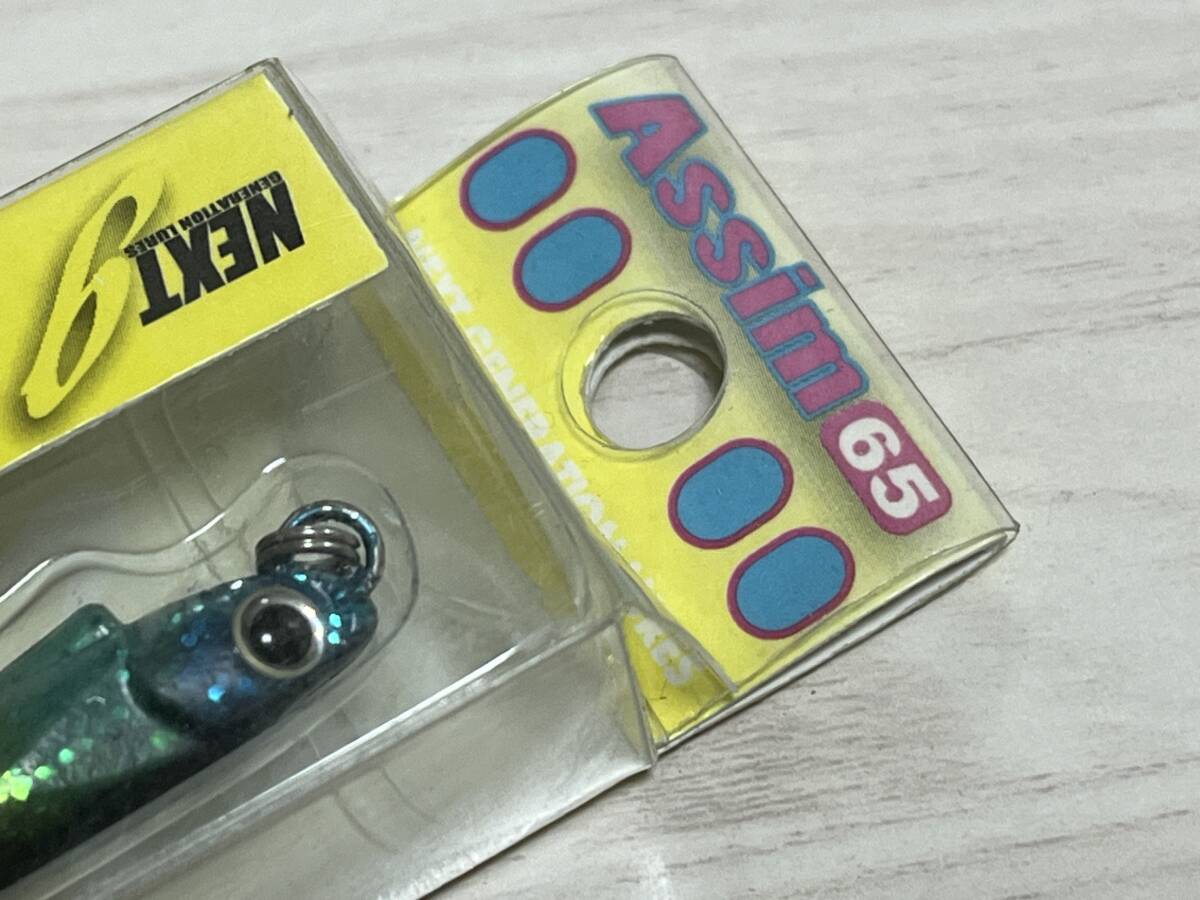 Assim 65
NEXT GENERATION LURES
NEXT
GENERATION LURES
g